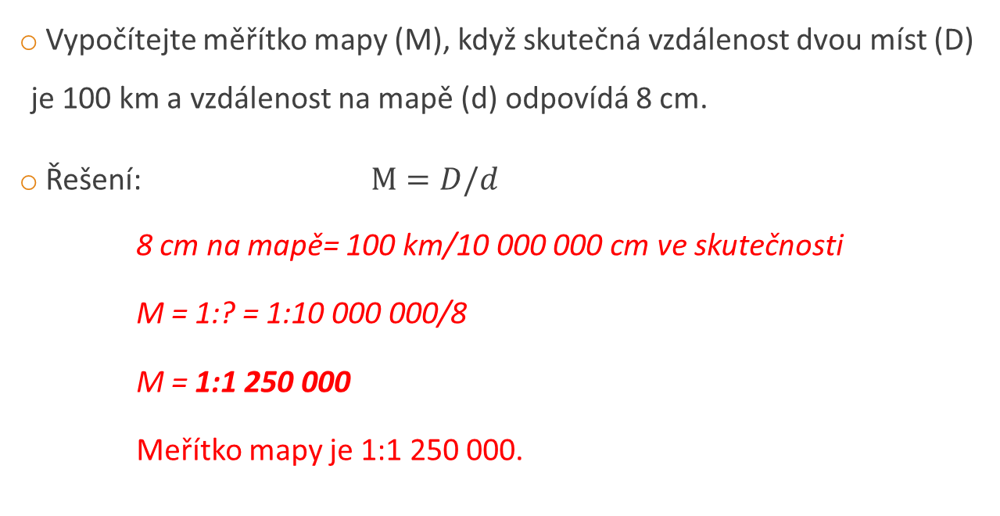 o Vypočítejte měřítko mapy (M), když skutečná vzdálenost dvou míst (D)
je 100 km a vzdálenost na mapě (d) odpovídá 8 cm.
o Řešení: M = D/d
8 cm na mapě= 100 km/10 000 000 cm ve skutečnosti
M = 1:? = 1:10 000 000/8
M = 1:1 250 000
Meřítko mapy je 1:1 250 000.